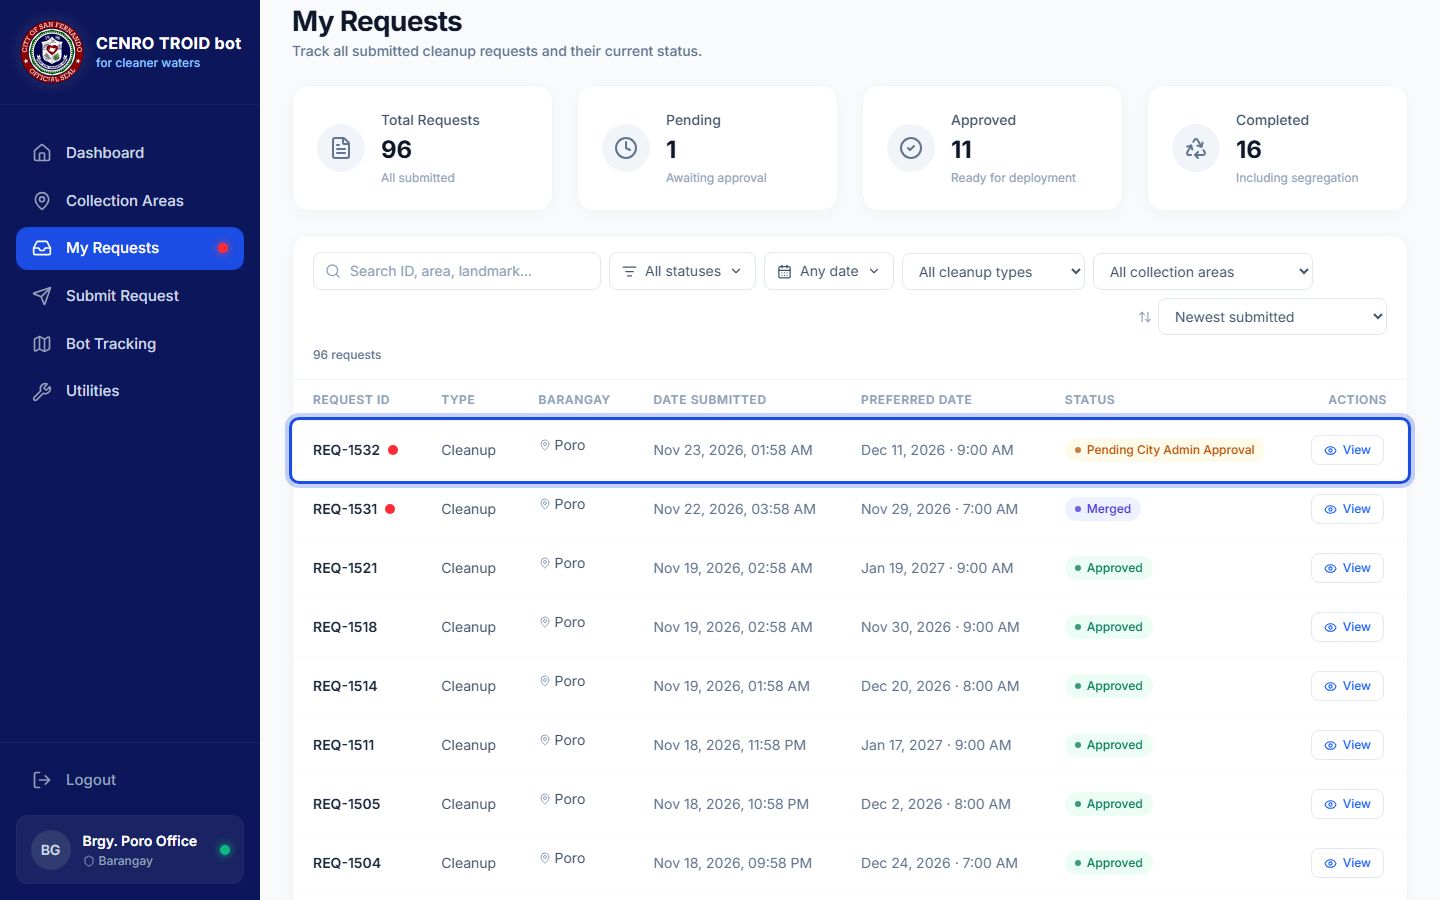 CITY OF SAN FERNANDO
OFFICIAL SEAL
CENRO TROID bot
for cleaner waters
Dashboard
Collection Areas
My Requests
Submit Request
Bot Tracking
Utilities
Logout
BG
Brgy. Poro Office
Barangay
My Requests
Track all submitted cleanup requests and their current status.
Total Requests
96
All submitted
Pending
1
Awaiting approval
Approved
11
Ready for deployment
Completed
16
Including segregation
Search ID, area, landmark...
All statuses
Any date
All cleanup types
All collection areas
Newest submitted
96 requests
REQUEST ID TYPE BARANGAY DATE SUBMITTED PREFERRED DATE STATUS ACTIONS
REQ-1532 Cleanup Poro Nov 23, 2026, 01:58 AM Dec 11, 2026 · 9:00 AM Pending City Admin Approval View
REQ-1531 Cleanup Poro Nov 22, 2026, 03:58 AM Nov 29, 2026 · 7:00 AM Merged View
REQ-1521 Cleanup Poro Nov 19, 2026, 02:58 AM Jan 19, 2027 · 9:00 AM Approved View
REQ-1518 Cleanup Poro Nov 19, 2026, 02:58 AM Nov 30, 2026 · 9:00 AM Approved View
REQ-1514 Cleanup Poro Nov 19, 2026, 01:58 AM Dec 20, 2026 · 8:00 AM Approved View
REQ-1511 Cleanup Poro Nov 18, 2026, 11:58 PM Jan 17, 2027 · 9:00 AM Approved View
REQ-1505 Cleanup Poro Nov 18, 2026, 10:58 PM Dec 2, 2026 · 8:00 AM Approved View
REQ-1504 Cleanup Poro Nov 18, 2026, 09:58 PM Dec 24, 2026 · 7:00 AM Approved View